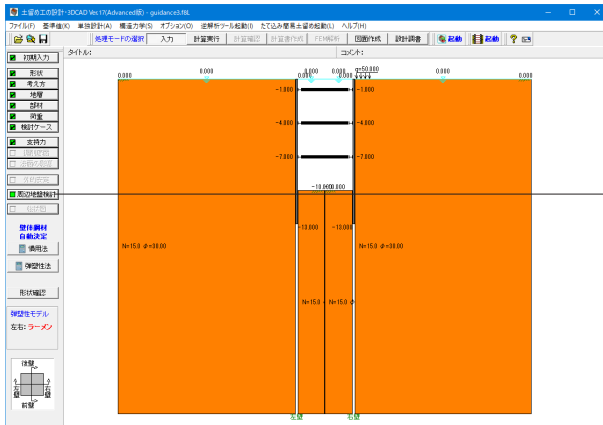 土留め工の設計・3DCAD Ver.17(Advanced版) - guidance3.f8L
ファイル(F) 基準値(K) 単独設計(A) 構造力学(S) オプション(O) 逆解析ツール起動(I) たて込み簡易土留め起動(L) ヘルプ(H)
処理モードの選択 入力 計算実行 計算確認 計算書作成 FEM解析 図面作成 設計調書 起動 起動
タイトル: コメント:
初期入力
形状
考え方
地層
部材
荷重
検討ケース
支持力
周辺地盤検討
壁体鋼材
自動決定
慣用法
弾塑性法
形状確認
弾塑性モデル
左右: ラーメン
後壁
左壁
右壁
前壁
0.000 0.000 0.000 0.000 0.000 q=50.000 0.000 0.000
-1.000 -1.000
-4.000 -4.000
-7.000 -7.000
-13.000 -13.000
N=15.0 φ=30.00 N=15.0 φ=30.00
N=15.0 N=15.0 φ
左壁 右壁